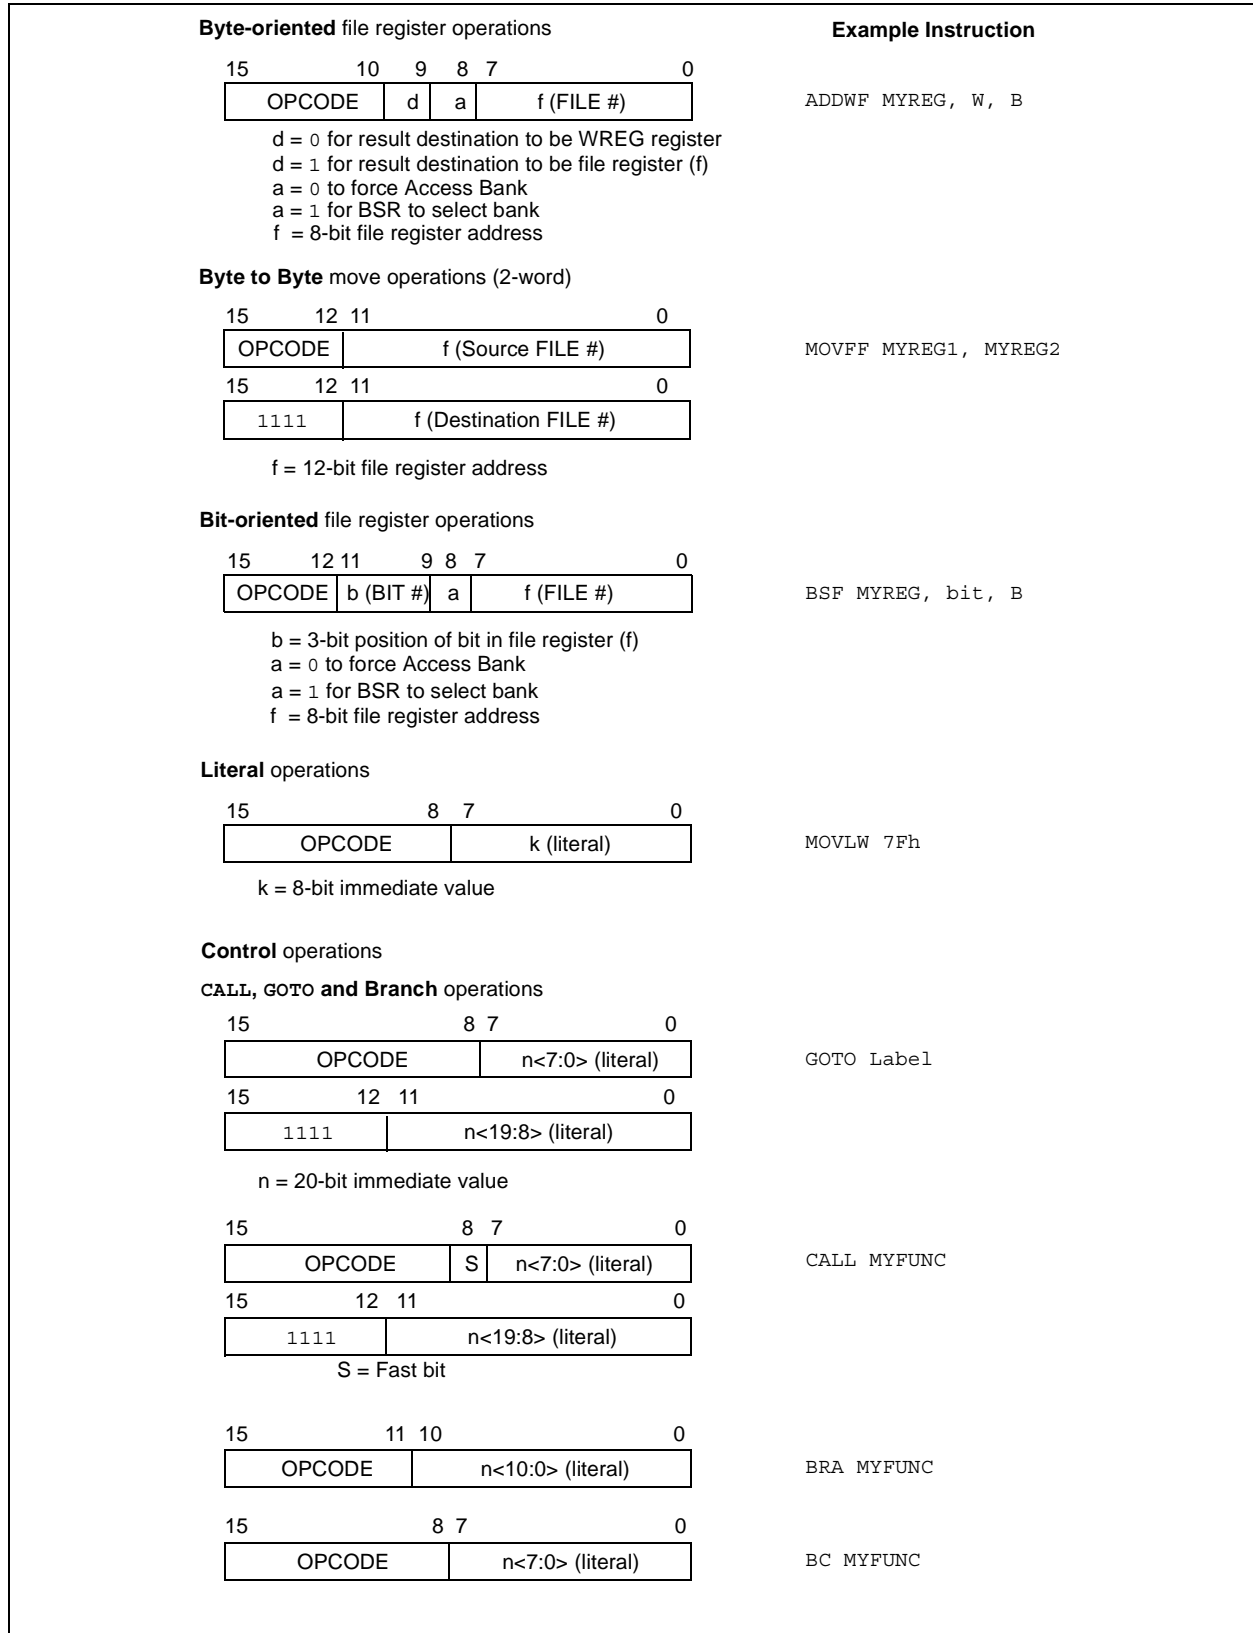 Byte-oriented file register operations Example Instruction
15 10 9 8 7 0
OPCODE d a f (FILE #) ADDWF MYREG, W, B
d = 0 for result destination to be WREG register
d = 1 for result destination to be file register (f)
a = 0 to force Access Bank
a = 1 for BSR to select bank
f = 8-bit file register address
Byte to Byte move operations (2-word)
15 12 11 0
OPCODE f (Source FILE #) MOVFF MYREG1, MYREG2
15 12 11 0
1111 f (Destination FILE #)
f = 12-bit file register address
Bit-oriented file register operations
15 12 11 9 8 7 0
OPCODE b (BIT #) a f (FILE #) BSF MYREG, bit, B
b = 3-bit position of bit in file register (f)
a = 0 to force Access Bank
a = 1 for BSR to select bank
f = 8-bit file register address
Literal operations
15 8 7 0
OPCODE k (literal) MOVLW 7Fh
k = 8-bit immediate value
Control operations
CALL, GOTO and Branch operations
15 8 7 0
OPCODE n<7:0> (literal) GOTO Label
15 12 11 0
1111 n<19:8> (literal)
n = 20-bit immediate value
15 8 7 0
OPCODE S n<7:0> (literal) CALL MYFUNC
15 12 11 0
1111 n<19:8> (literal)
S = Fast bit
15 11 10 0
OPCODE n<10:0> (literal) BRA MYFUNC
15 8 7 0
OPCODE n<7:0> (literal) BC MYFUNC